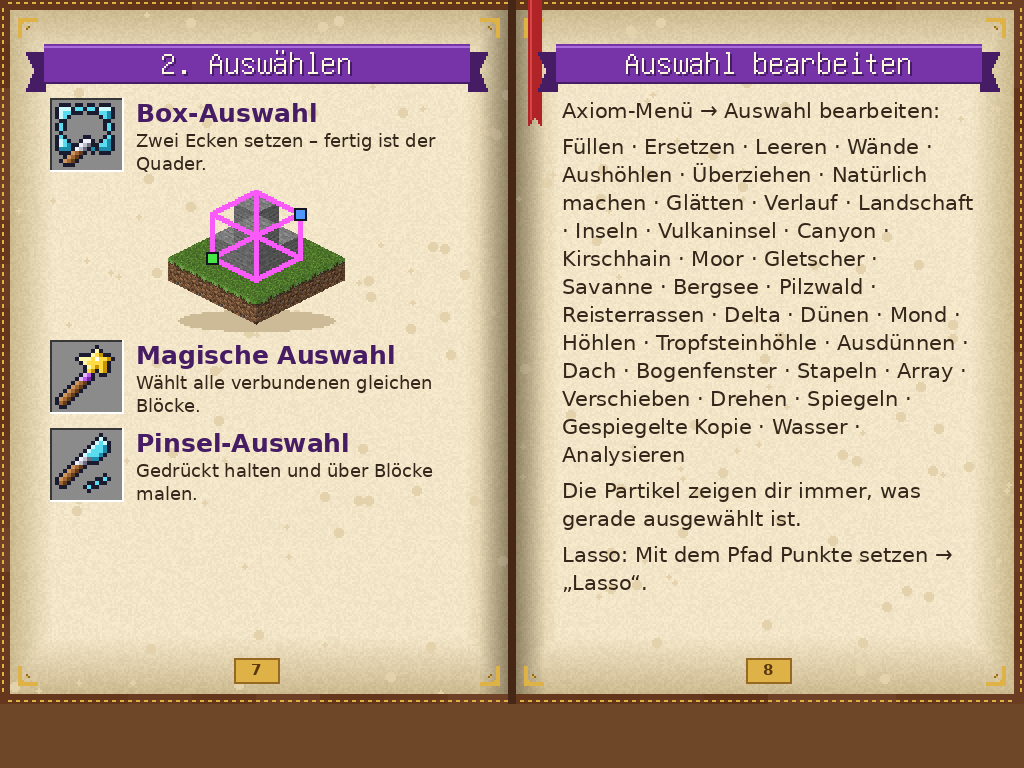 2. Auswählen
Box-Auswahl
Zwei Ecken setzen – fertig ist der
Quader.
Magische Auswahl
Wählt alle verbundenen gleichen
Blöcke.
Pinsel-Auswahl
Gedrückt halten und über Blöcke
malen.
7
Auswahl bearbeiten
Axiom-Menü → Auswahl bearbeiten:
Füllen · Ersetzen · Leeren · Wände ·
Aushöhlen · Überziehen · Natürlich
machen · Glätten · Verlauf · Landschaft
· Inseln · Vulkaninsel · Canyon ·
Kirschhain · Moor · Gletscher ·
Savanne · Bergsee · Pilzwald ·
Reisterrassen · Delta · Dünen · Mond ·
Höhlen · Tropfsteinhöhle · Ausdünnen ·
Dach · Bogenfenster · Stapeln · Array ·
Verschieben · Drehen · Spiegeln ·
Gespiegelte Kopie · Wasser ·
Analysieren
Die Partikel zeigen dir immer, was
gerade ausgewählt ist.
Lasso: Mit dem Pfad Punkte setzen →
„Lasso“.
8